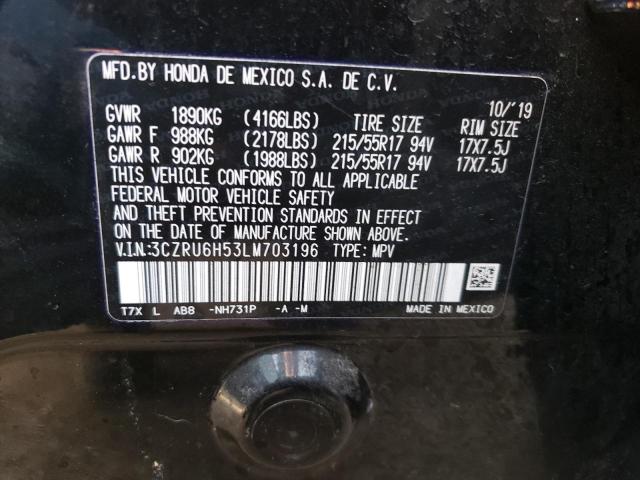 MFD.BY HONDA DE MEXICO S.A. DE C.V.
10/'19
GVWR 1890KG (4166LBS) TIRE SIZE RIM SIZE
GAWR F 988KG (2178LBS) 215/55R17 94V 17X7.5J
GAWR R 902KG (1988LBS) 215/55R17 94V 17X7.5J
THIS VEHICLE CONFORMS TO ALL APPLICABLE
FEDERAL MOTOR VEHICLE SAFETY
AND THEFT PREVENTION STANDARDS IN EFFECT
ON THE DATE OF MANUFACTURE SHOWN ABOVE.
V.I.N:3CZRU6H53LM703196 TYPE: MPV
T7X L AB8 -NH731P -A -M MADE IN MEXICO